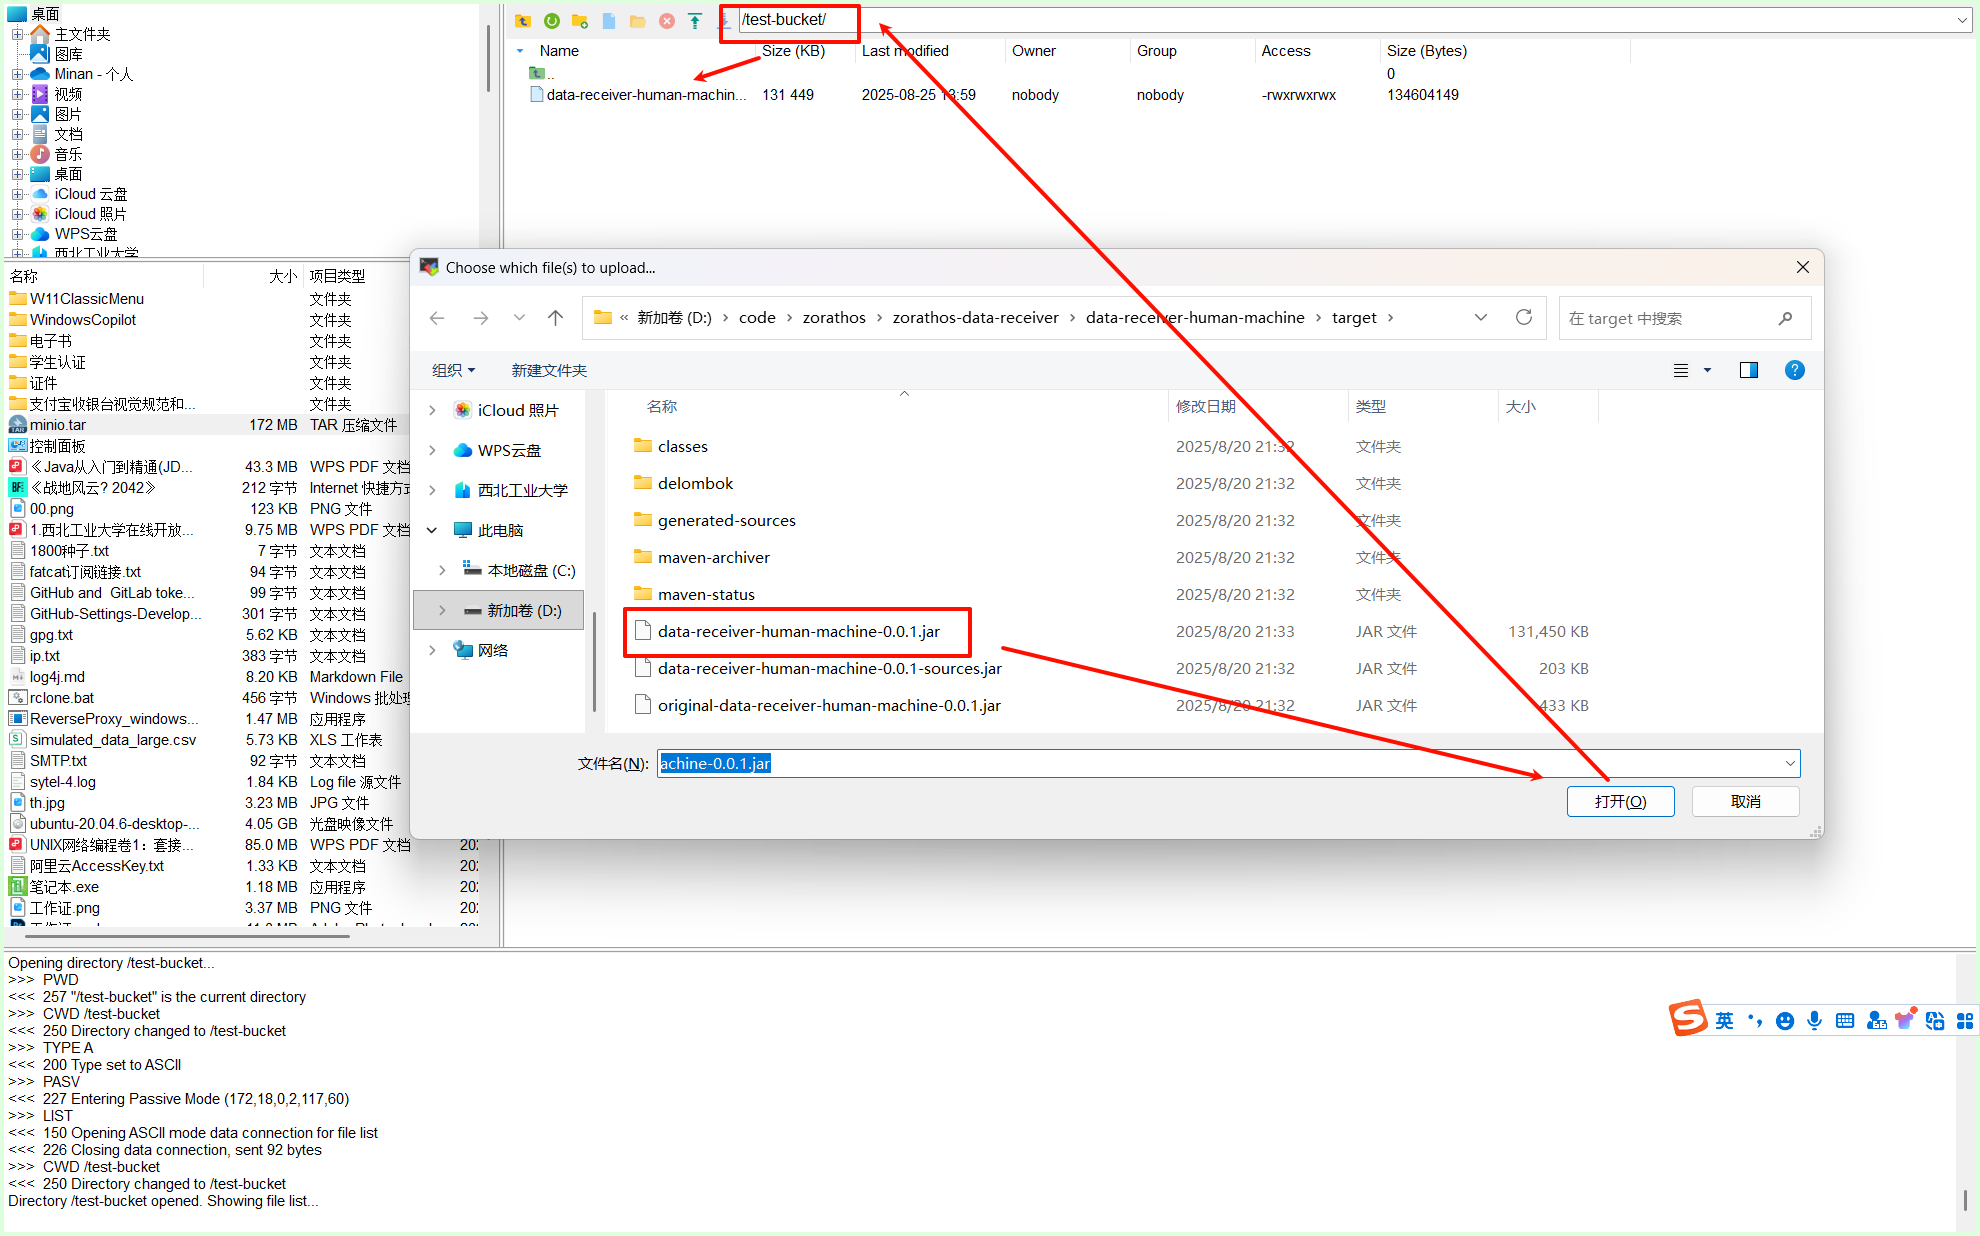 桌面
主文件夹
图库
Minan - 个人
视频
图片
文档
音乐
桌面
iCloud 云盘
iCloud 照片
WPS云盘
西北工业大学
/test-bucket/
Name Size (KB) Last modified Owner Group Access Size (Bytes)
.. 0
data-receiver-human-machin... 131 449 2025-08-25 13:59 nobody nobody -rwxrwxrwx 134604149
名称 大小 项目类型
W11ClassicMenu 文件夹
WindowsCopilot 文件夹
电子书 文件夹
学生认证 文件夹
证件 文件夹
支付宝收银台视觉规范和... 文件夹
minio.tar 172 MB TAR 压缩文件
控制面板
《Java从入门到精通(JD... 43.3 MB WPS PDF 文档
《战地风云? 2042》 212 字节 Internet 快捷方式
00.png 123 KB PNG 文件
1.西北工业大学在线开放... 9.75 MB WPS PDF 文档
1800种子.txt 7 字节 文本文档
fatcat订阅链接.txt 94 字节 文本文档
GitHub and  GitLab toke... 99 字节 文本文档
GitHub-Settings-Develop... 301 字节 文本文档
gpg.txt 5.62 KB 文本文档
ip.txt 383 字节 文本文档
log4j.md 8.20 KB Markdown File
rclone.bat 456 字节 Windows 批处理
ReverseProxy_windows... 1.47 MB 应用程序
simulated_data_large.csv 5.73 KB XLS 工作表
SMTP.txt 92 字节 文本文档
sytel-4.log 1.84 KB Log file 源文件
th.jpg 3.23 MB JPG 文件
ubuntu-20.04.6-desktop-... 4.05 GB 光盘映像文件
UNIX网络编程卷1：套接... 85.0 MB WPS PDF 文档 202
阿里云AccessKey.txt 1.33 KB 文本文档 202
笔记本.exe 1.18 MB 应用程序 202
工作证.png 3.37 MB PNG 文件 202
Choose which file(s) to upload...
« 新加卷 (D:) › code › zorathos › zorathos-data-receiver › data-receiver-human-machine › target ›
在 target 中搜索
组织 新建文件夹
iCloud 照片
WPS云盘
西北工业大学
此电脑
本地磁盘 (C:)
新加卷 (D:)
网络
名称 修改日期 类型 大小
classes 2025/8/20 21:32 文件夹
delombok 2025/8/20 21:32 文件夹
generated-sources 2025/8/20 21:32 文件夹
maven-archiver 2025/8/20 21:32 文件夹
maven-status 2025/8/20 21:32 文件夹
data-receiver-human-machine-0.0.1.jar 2025/8/20 21:33 JAR 文件 131,450 KB
data-receiver-human-machine-0.0.1-sources.jar 2025/8/20 21:32 JAR 文件 203 KB
original-data-receiver-human-machine-0.0.1.jar 2025/8/20 21:32 JAR 文件 433 KB
文件名(N): achine-0.0.1.jar
打开(O) 取消
Opening directory /test-bucket...
>>>  PWD
<<<  257 "/test-bucket" is the current directory
>>>  CWD /test-bucket
<<<  250 Directory changed to /test-bucket
>>>  TYPE A
<<<  200 Type set to ASCII
>>>  PASV
<<<  227 Entering Passive Mode (172,18,0,2,117,60)
>>>  LIST
<<<  150 Opening ASCII mode data connection for file list
<<<  226 Closing data connection, sent 92 bytes
>>>  CWD /test-bucket
<<<  250 Directory changed to /test-bucket
Directory /test-bucket opened. Showing file list...
英